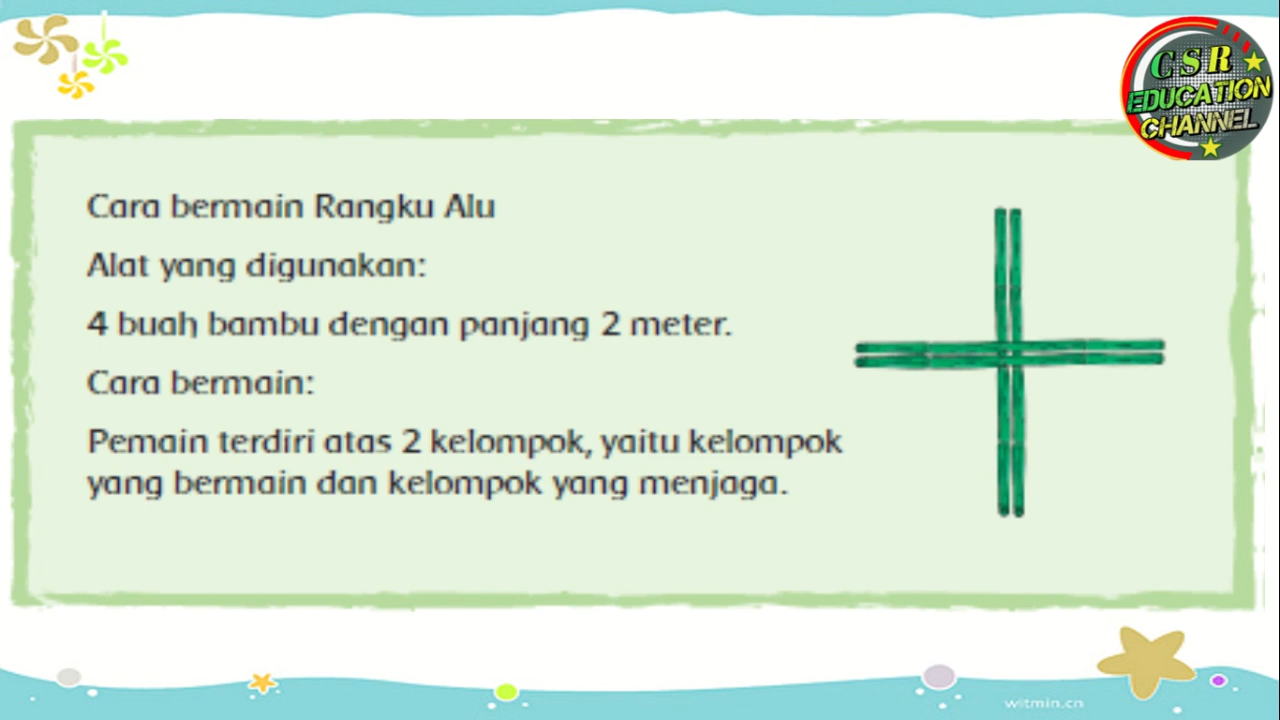 CSR
EDUCATION
CHANNEL
Cara bermain Rangku Alu
Alat yang digunakan:
4 buah bambu dengan panjang 2 meter.
Cara bermain:
Pemain terdiri atas 2 kelompok, yaitu kelompok
yang bermain dan kelompok yang menjaga.
witmin.cn